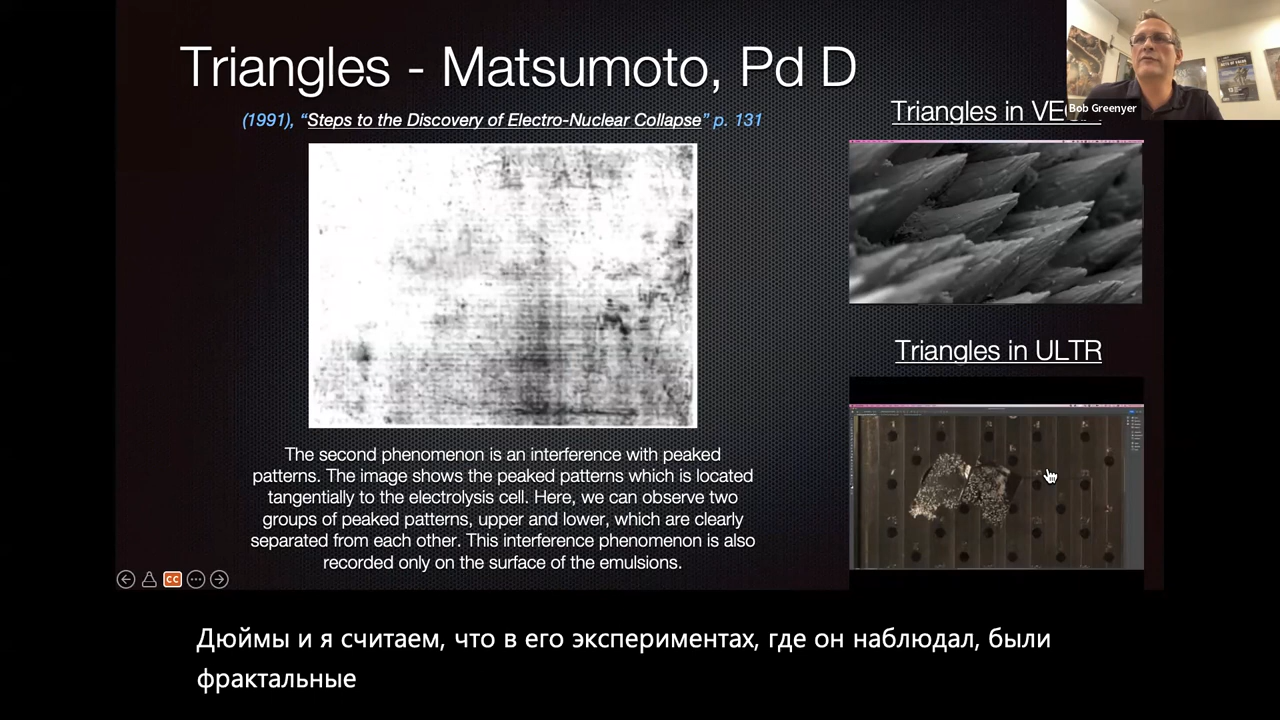 Triangles - Matsumoto, Pd D
(1991), “Steps to the Discovery of Electro-Nuclear Collapse” p. 131
The second phenomenon is an interference with peaked
patterns. The image shows the peaked patterns which is located
tangentially to the electrolysis cell. Here, we can observe two
groups of peaked patterns, upper and lower, which are clearly
separated from each other. This interference phenomenon is also
recorded only on the surface of the emulsions.
Triangles in
Bob Greenyer
Triangles in ULTR
CC
Дюймы и я считаем, что в его экспериментах, где он наблюдал, были
фрактальные